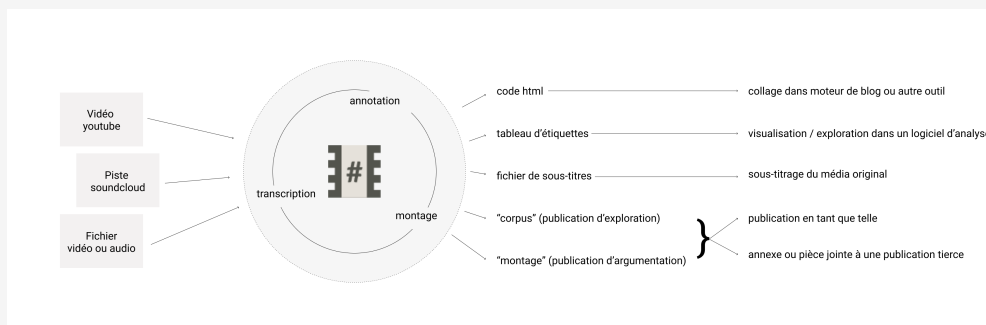 Vidéo
youtube
Piste
soundcloud
Fichier
vidéo ou audio
annotation
#
transcription
montage
code html
collage dans moteur de blog ou autre outil
tableau d’étiquettes
visualisation / exploration dans un logiciel d’analyse
fichier de sous-titres
sous-titrage du média original
“corpus” (publication d’exploration)
“montage” (publication d’argumentation)
}
publication en tant que telle
annexe ou pièce jointe à une publication tierce